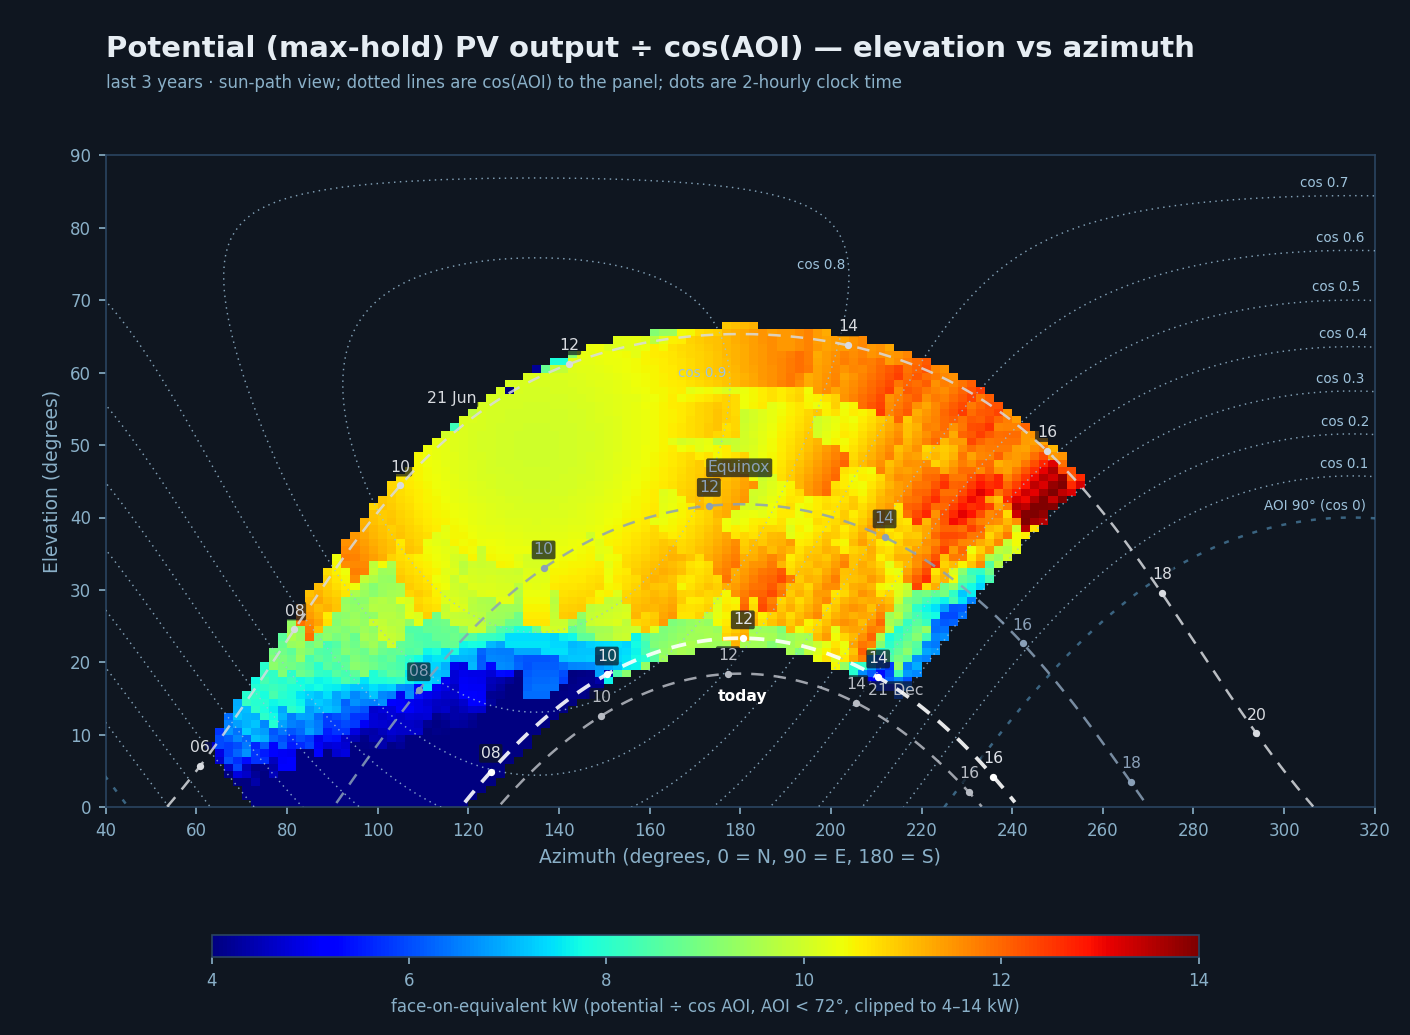 Potential (max-hold) PV output ÷ cos(AOI) — elevation vs azimuth
last 3 years · sun-path view; dotted lines are cos(AOI) to the panel; dots are 2-hourly clock time
90
80
70
60
50
40
30
20
10
0
Elevation (degrees)
cos 0.7
cos 0.6
cos 0.5
cos 0.4
cos 0.3
cos 0.2
cos 0.1
AOI 90° (cos 0)
cos 0.8
cos 0.9
21 Jun
06
08
10
12
14
16
18
20
Equinox
08
10
12
14
16
18
today
08
10
12
14
16
21 Dec
10
12
14
16
40 60 80 100 120 140 160 180 200 220 240 260 280 300 320
Azimuth (degrees, 0 = N, 90 = E, 180 = S)
4 6 8 10 12 14
face-on-equivalent kW (potential ÷ cos AOI, AOI < 72°, clipped to 4–14 kW)